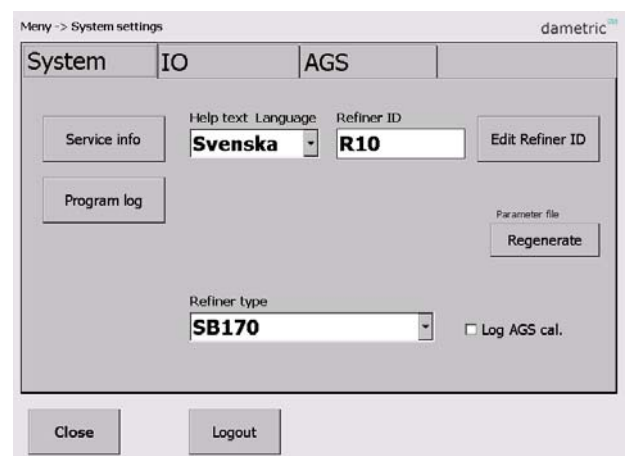 Meny -> System settings
dametric
System IO AGS
Help text Language Refiner ID
Service info Svenska R10 Edit Refiner ID
Program log
Parameter file
Regenerate
Refiner type
SB170
Log AGS cal.
Close Logout